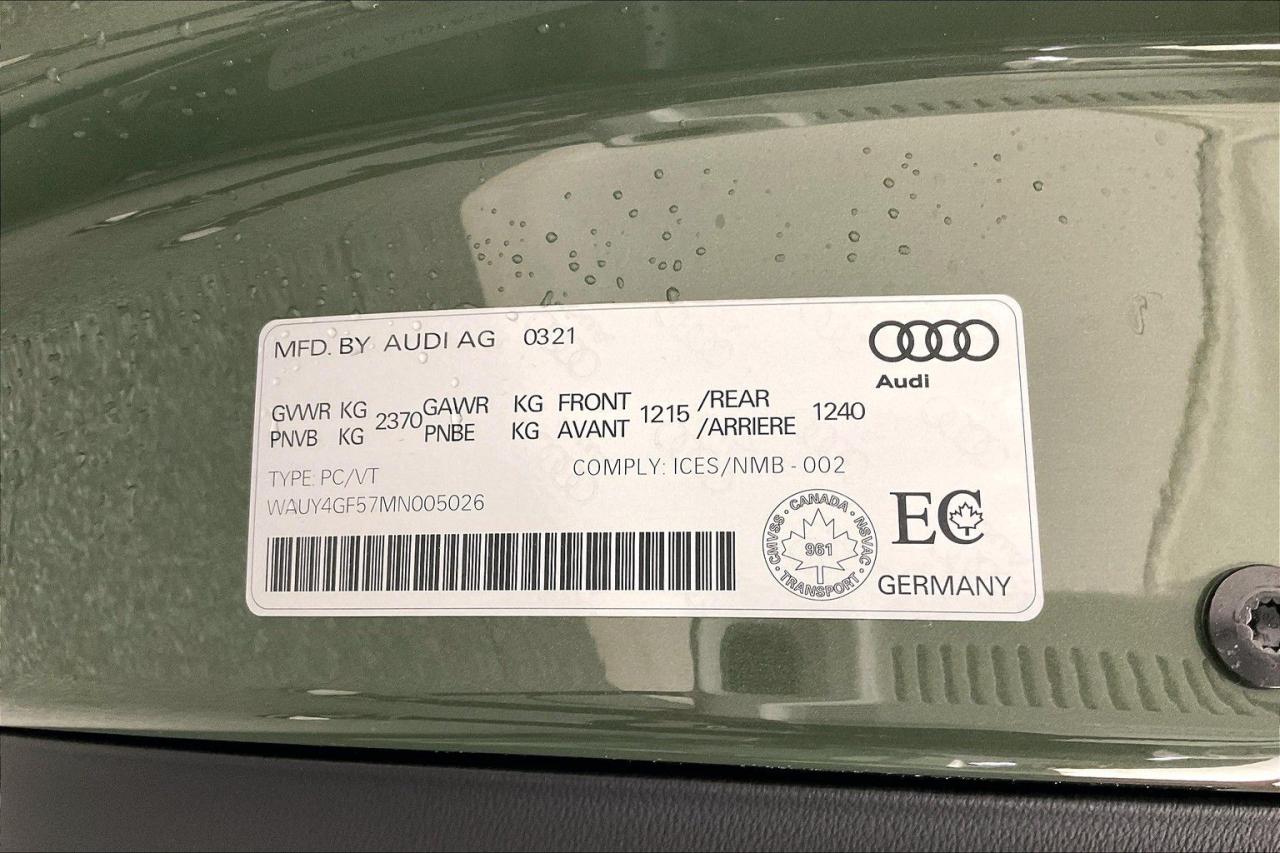 MFD. BY AUDI AG 0321
Audi
GVWR KG 2370 GAWR KG FRONT 1215 /REAR 1240
PNVB KG PNBE KG AVANT /ARRIERE
TYPE: PC/VT
COMPLY: ICES/NMB - 002
WAUY4GF57MN005026
CANADA · NSVAC · TRANSPORT · CMVSS ·
961
EC
GERMANY